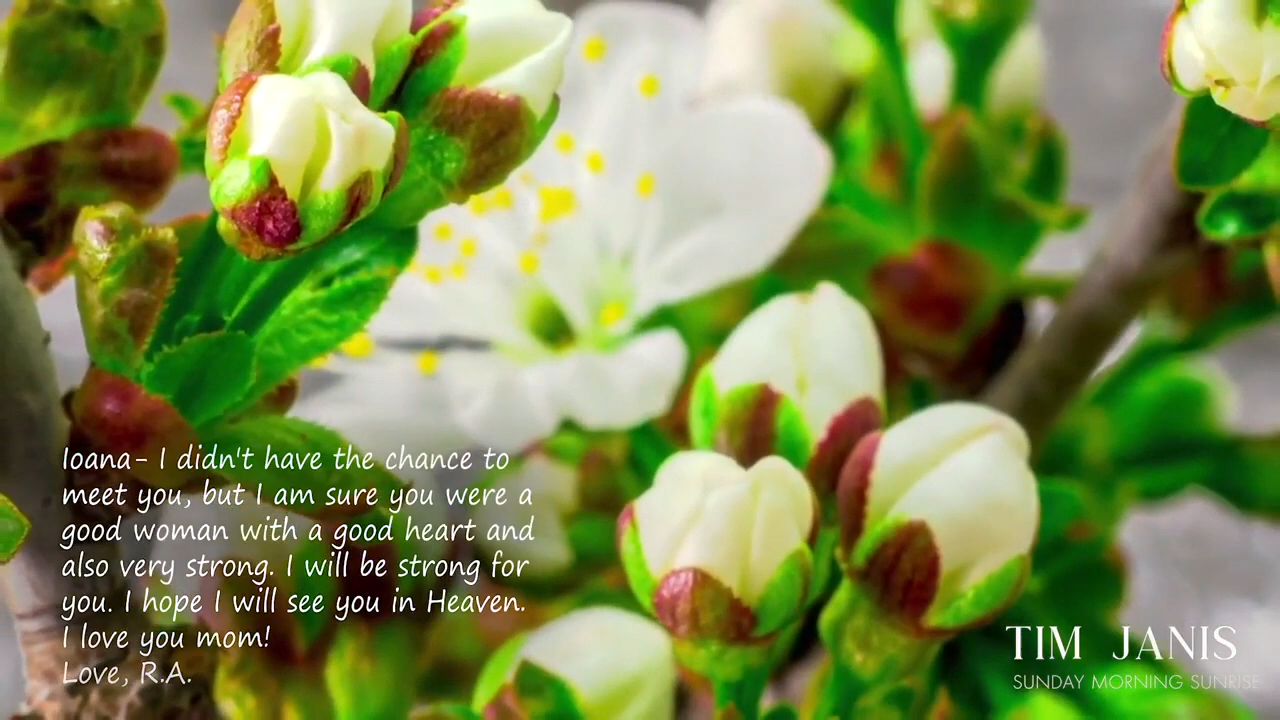 Ioana- I didn't have the chance to
meet you, but I am sure you were a
good woman with a good heart and
also very strong. I will be strong for
you. I hope I will see you in Heaven.
I love you mom!
Love, R.A.
TIM JANIS
SUNDAY MORNING SUNRISE